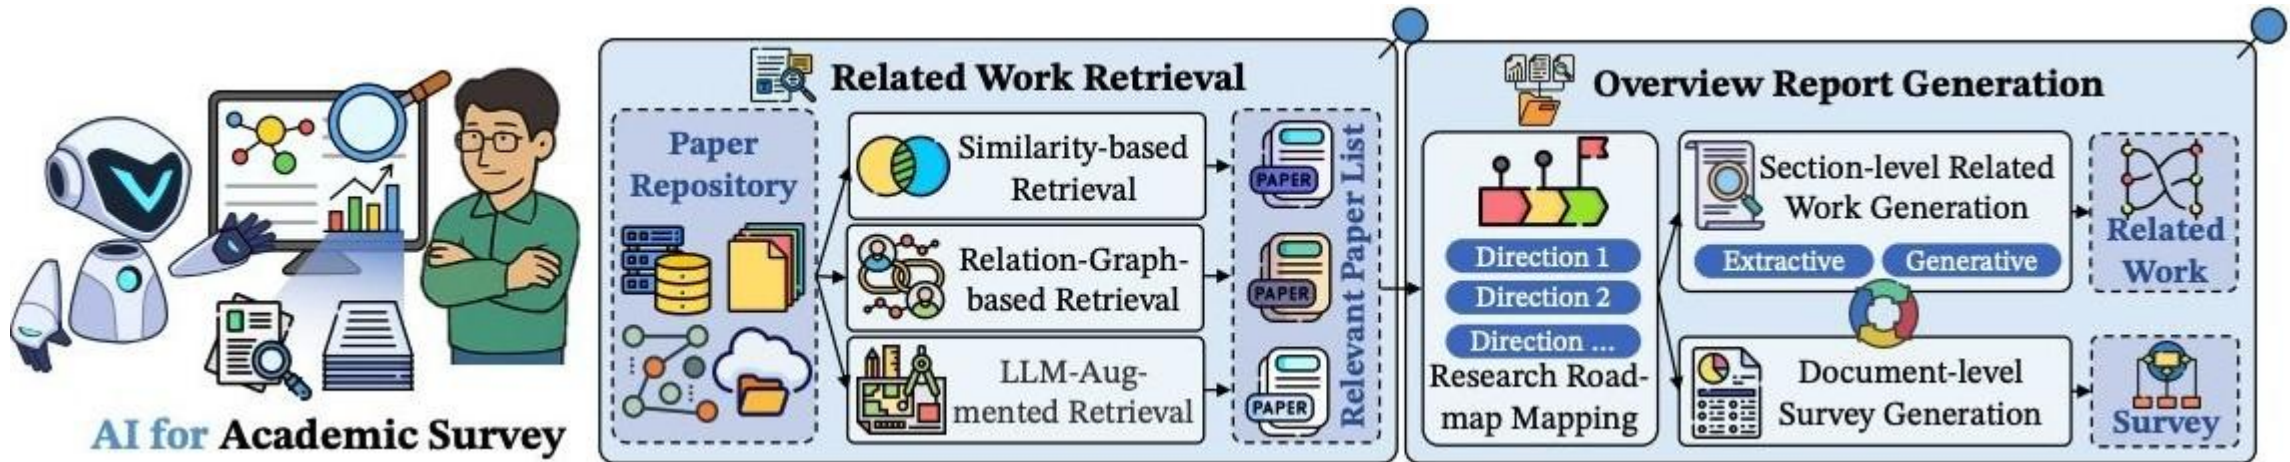 AI for Academic Survey
Related Work Retrieval
Paper
Repository
Similarity-based
Retrieval
Relation-Graph-
based Retrieval
LLM-Aug-
mented Retrieval
PAPER
PAPER
PAPER
Relevant Paper List
Overview Report Generation
Direction 1
Direction 2
Direction ...
Research Road-
map Mapping
Section-level Related
Work Generation
Extractive
Generative
Document-level
Survey Generation
Related
Work
Survey